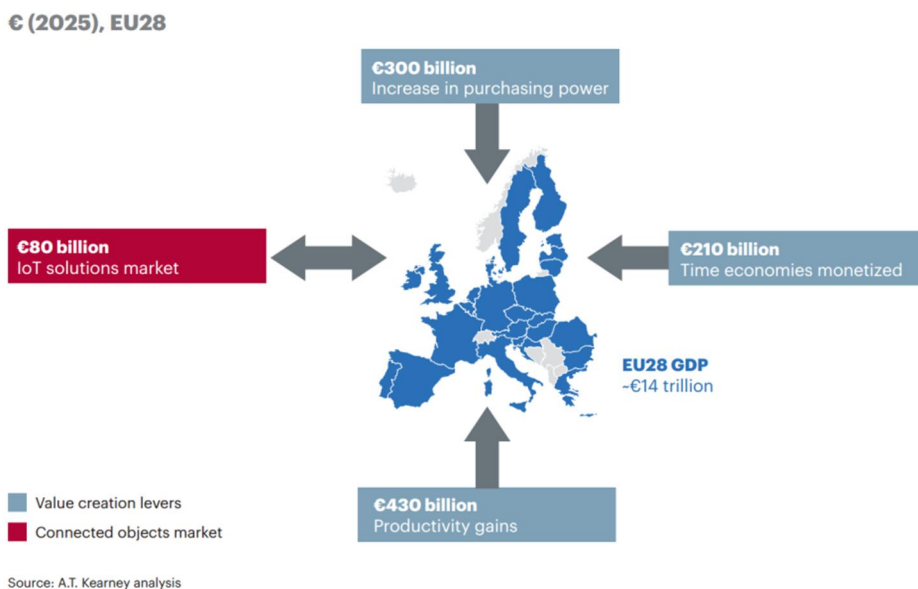 € (2025), EU28
€300 billion
Increase in purchasing power
€80 billion
IoT solutions market
€210 billion
Time economies monetized
EU28 GDP
~€14 trillion
€430 billion
Productivity gains
Value creation levers
Connected objects market
Source: A.T. Kearney analysis